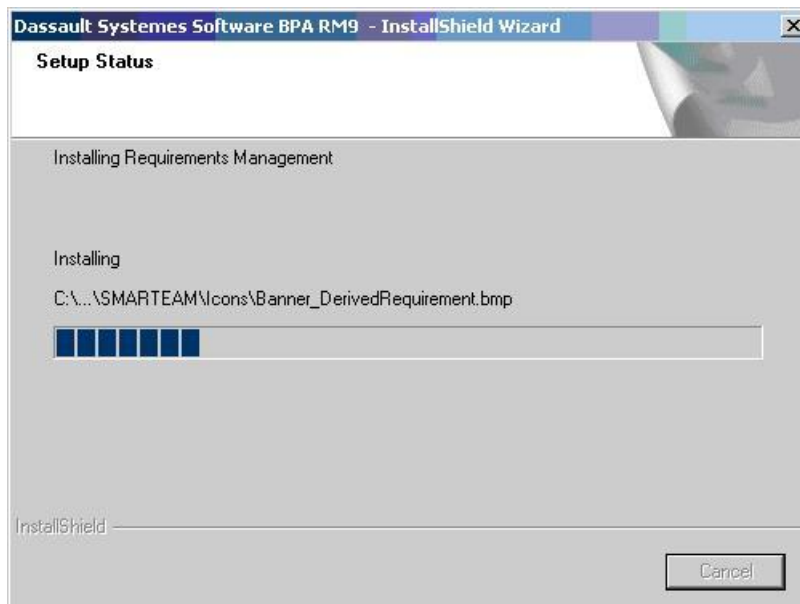 Dassault Systemes Software BPA RM9 - InstallShield Wizard
Setup Status
Installing Requirements Management
Installing
C:\...\SMARTEAM\Icons\Banner_DerivedRequirement.bmp
InstallShield
Cancel